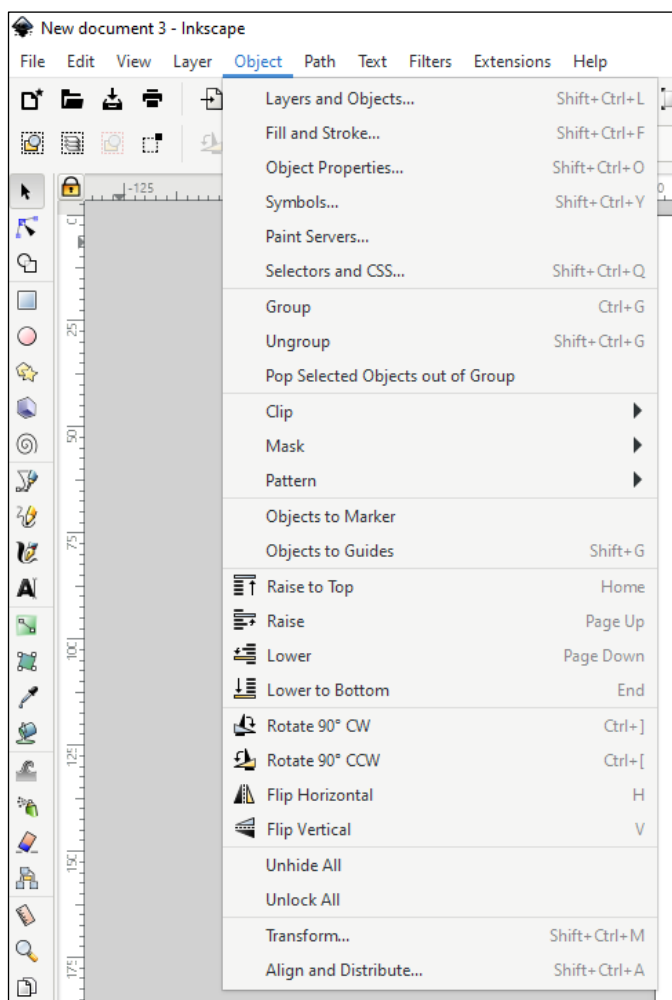 New document 3 - Inkscape
File Edit View Layer Object Path Text Filters Extensions Help
Layers and Objects... Shift+Ctrl+L
Fill and Stroke... Shift+Ctrl+F
Object Properties... Shift+Ctrl+O
Symbols... Shift+Ctrl+Y
Paint Servers...
Selectors and CSS... Shift+Ctrl+Q
Group Ctrl+G
Ungroup Shift+Ctrl+G
Pop Selected Objects out of Group
Clip
Mask
Pattern
Objects to Marker
Objects to Guides Shift+G
Raise to Top Home
Raise Page Up
Lower Page Down
Lower to Bottom End
Rotate 90° CW Ctrl+]
Rotate 90° CCW Ctrl+[
Flip Horizontal H
Flip Vertical V
Unhide All
Unlock All
Transform... Shift+Ctrl+M
Align and Distribute... Shift+Ctrl+A
-125
0
25
50
75
100
125
150
175